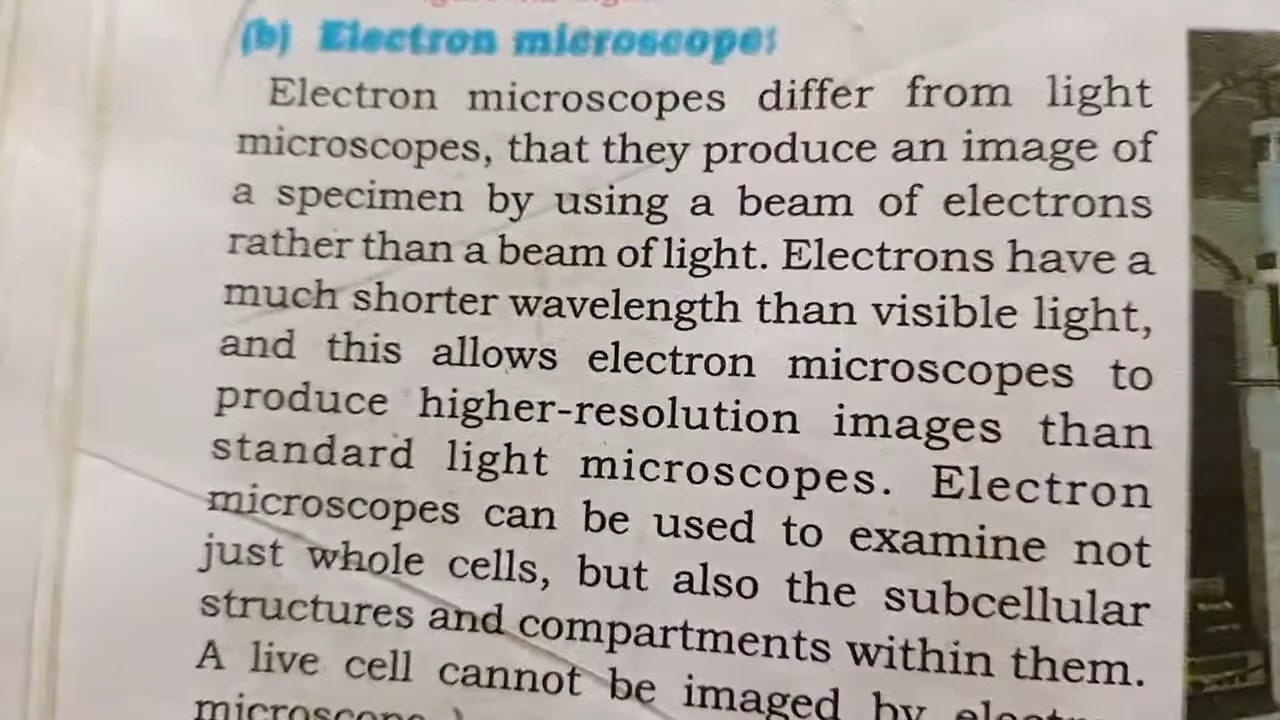 (b) Electron microscope:
Electron microscopes differ from light
microscopes, that they produce an image of
a specimen by using a beam of electrons
rather than a beam of light. Electrons have a
much shorter wavelength than visible light,
and this allows electron microscopes to
produce higher-resolution images than
standard light microscopes. Electron
microscopes can be used to examine not
just whole cells, but also the subcellular
structures and compartments within them.
A live cell cannot be imaged by